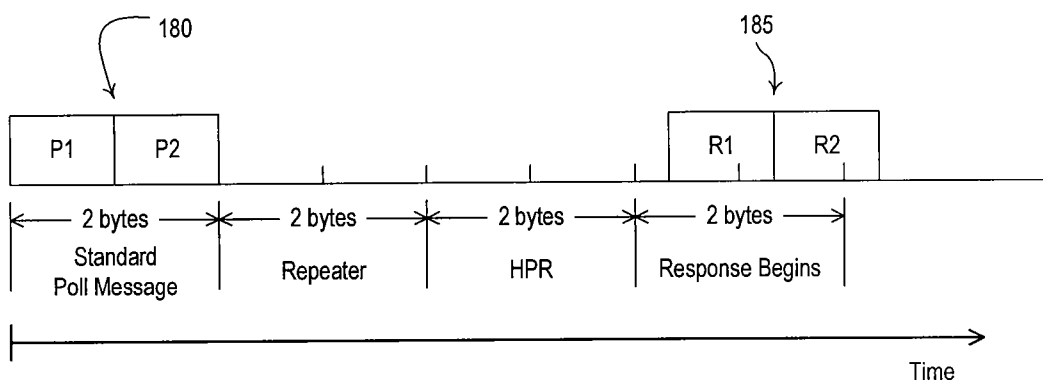 180
185
P1 P2 R1 R2
2 bytes 2 bytes 2 bytes 2 bytes
Standard
Poll Message
Repeater
HPR
Response Begins
Time